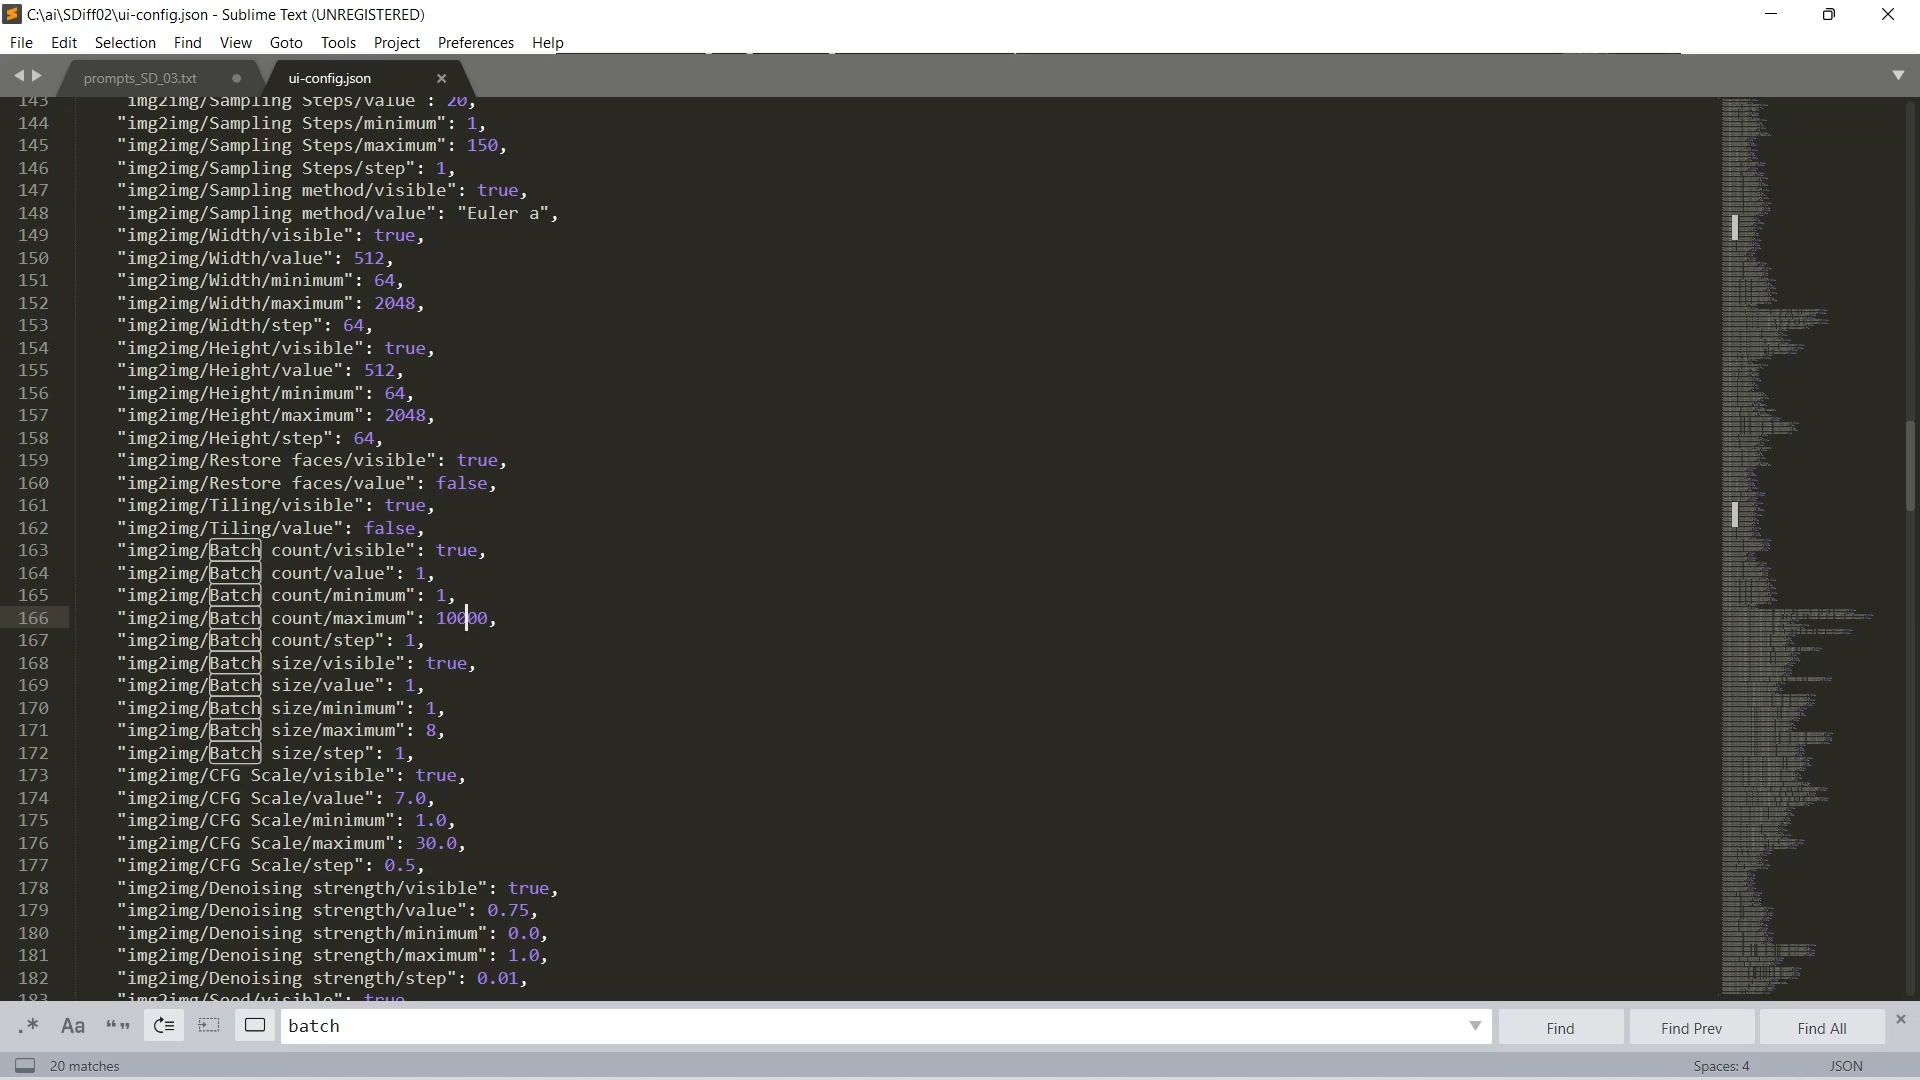 C:\ai\SDiff02\ui-config.json - Sublime Text (UNREGISTERED)
File Edit Selection Find View Goto Tools Project Preferences Help
prompts_SD_03.txt ui-config.json
143 "img2img/Sampling Steps/value": 20,
144 "img2img/Sampling Steps/minimum": 1,
145 "img2img/Sampling Steps/maximum": 150,
146 "img2img/Sampling Steps/step": 1,
147 "img2img/Sampling method/visible": true,
148 "img2img/Sampling method/value": "Euler a",
149 "img2img/Width/visible": true,
150 "img2img/Width/value": 512,
151 "img2img/Width/minimum": 64,
152 "img2img/Width/maximum": 2048,
153 "img2img/Width/step": 64,
154 "img2img/Height/visible": true,
155 "img2img/Height/value": 512,
156 "img2img/Height/minimum": 64,
157 "img2img/Height/maximum": 2048,
158 "img2img/Height/step": 64,
159 "img2img/Restore faces/visible": true,
160 "img2img/Restore faces/value": false,
161 "img2img/Tiling/visible": true,
162 "img2img/Tiling/value": false,
163 "img2img/Batch count/visible": true,
164 "img2img/Batch count/value": 1,
165 "img2img/Batch count/minimum": 1,
166 "img2img/Batch count/maximum": 10000,
167 "img2img/Batch count/step": 1,
168 "img2img/Batch size/visible": true,
169 "img2img/Batch size/value": 1,
170 "img2img/Batch size/minimum": 1,
171 "img2img/Batch size/maximum": 8,
172 "img2img/Batch size/step": 1,
173 "img2img/CFG Scale/visible": true,
174 "img2img/CFG Scale/value": 7.0,
175 "img2img/CFG Scale/minimum": 1.0,
176 "img2img/CFG Scale/maximum": 30.0,
177 "img2img/CFG Scale/step": 0.5,
178 "img2img/Denoising strength/visible": true,
179 "img2img/Denoising strength/value": 0.75,
180 "img2img/Denoising strength/minimum": 0.0,
181 "img2img/Denoising strength/maximum": 1.0,
182 "img2img/Denoising strength/step": 0.01,
183 "img2img/Seed/visible": true
.* Aa “” batch Find Find Prev Find All
20 matches Spaces: 4 JSON